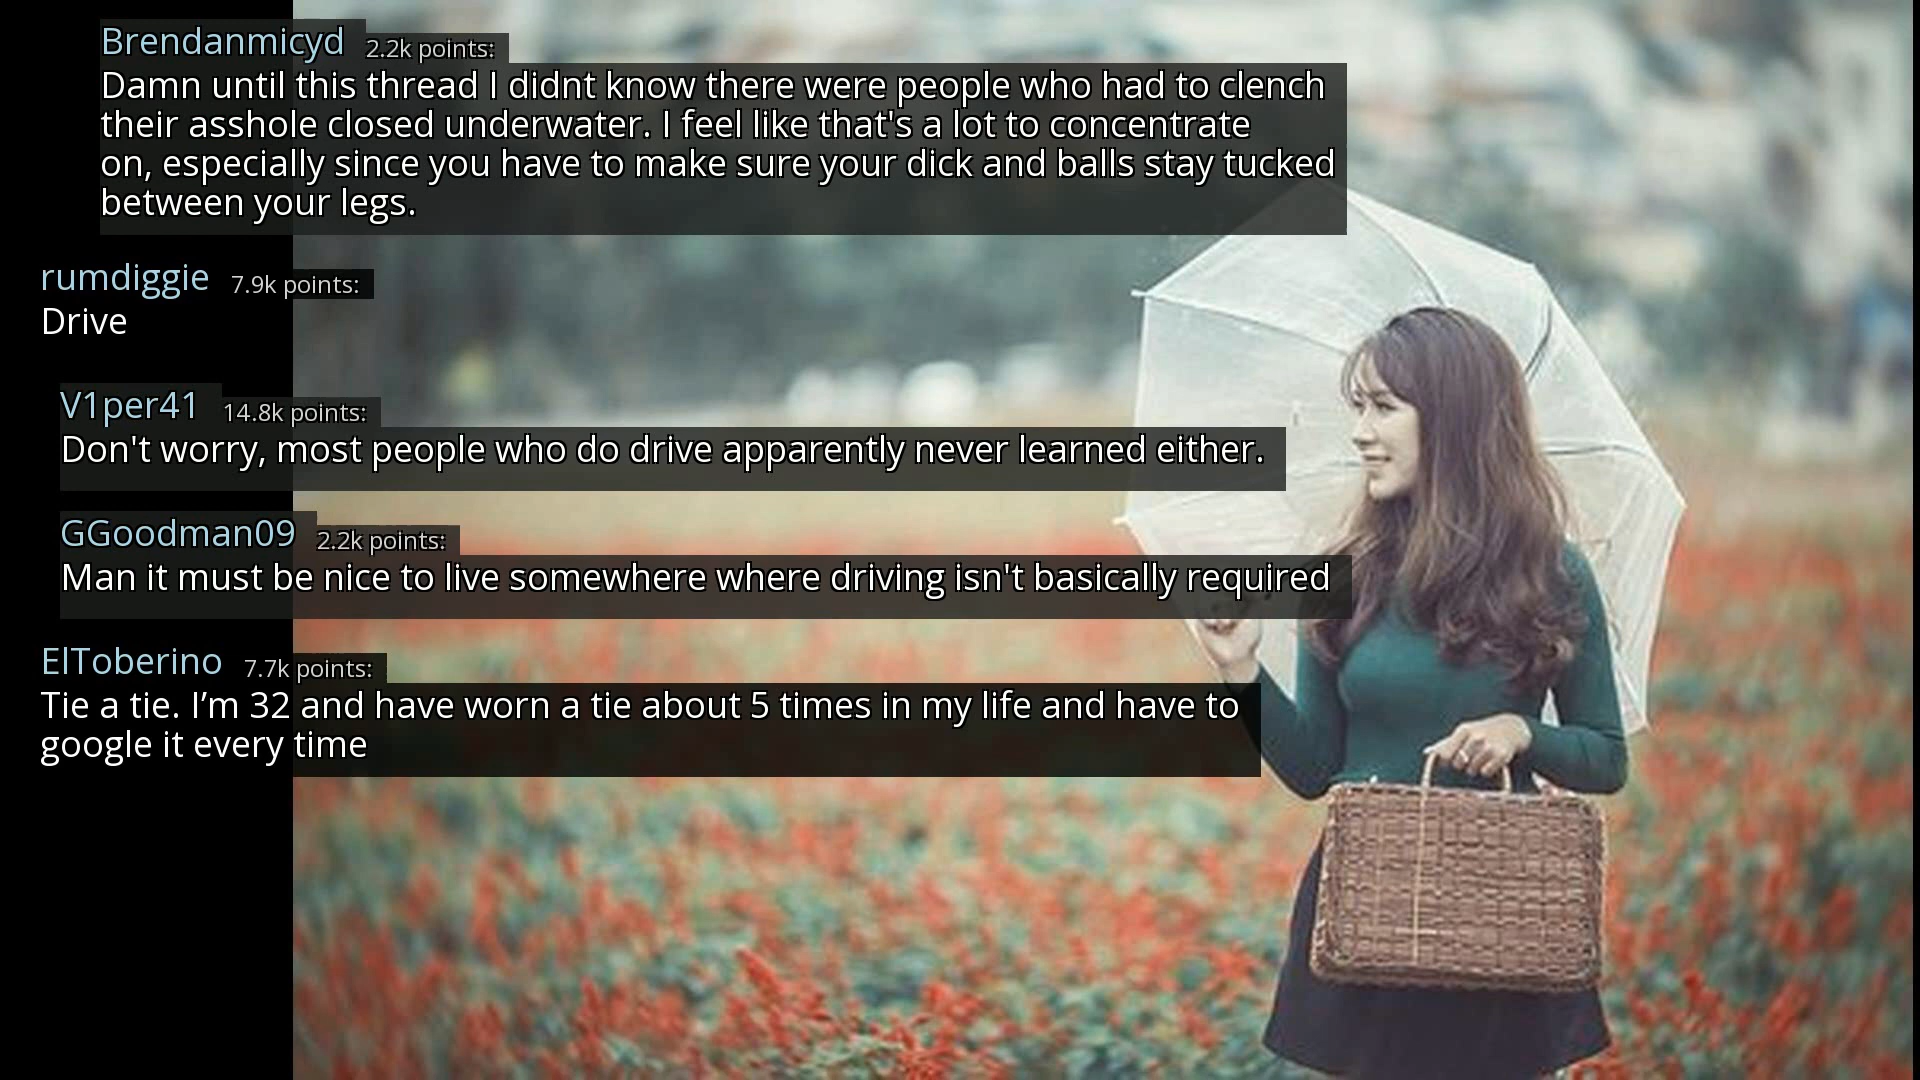 Brendanmicyd 2.2k points:
Damn until this thread I didnt know there were people who had to clench
their asshole closed underwater. I feel like that's a lot to concentrate
on, especially since you have to make sure your dick and balls stay tucked
between your legs.
rumdiggie 7.9k points:
Drive
V1per41 14.8k points:
Don't worry, most people who do drive apparently never learned either.
GGoodman09 2.2k points:
Man it must be nice to live somewhere where driving isn't basically required
ElToberino 7.7k points:
Tie a tie. I’m 32 and have worn a tie about 5 times in my life and have to
google it every time